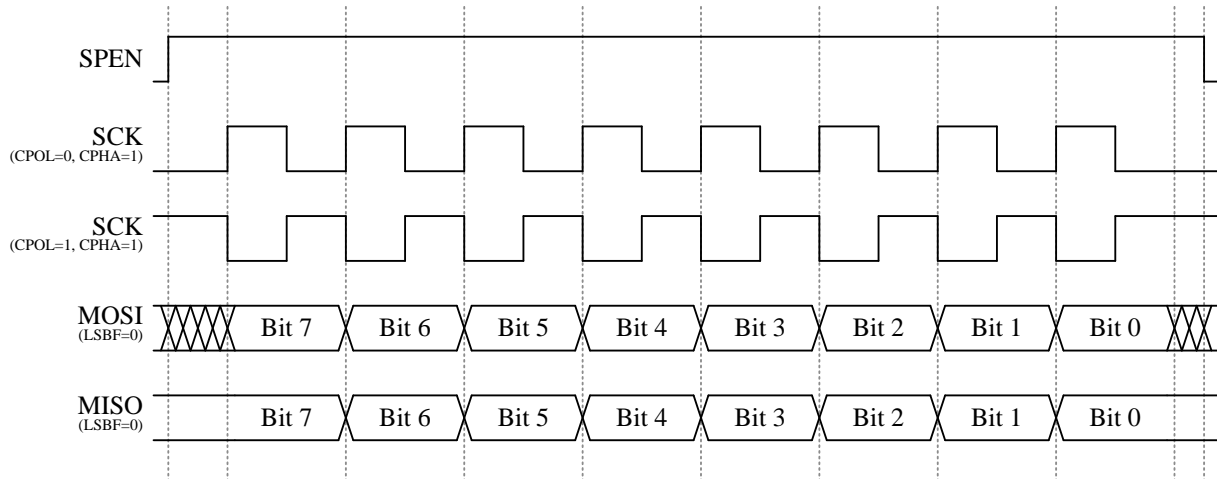 SPEN
SCK
(CPOL=0, CPHA=1)
SCK
(CPOL=1, CPHA=1)
MOSI
(LSBF=0)
Bit 7 Bit 6 Bit 5 Bit 4 Bit 3 Bit 2 Bit 1 Bit 0
MISO
(LSBF=0)
Bit 7 Bit 6 Bit 5 Bit 4 Bit 3 Bit 2 Bit 1 Bit 0